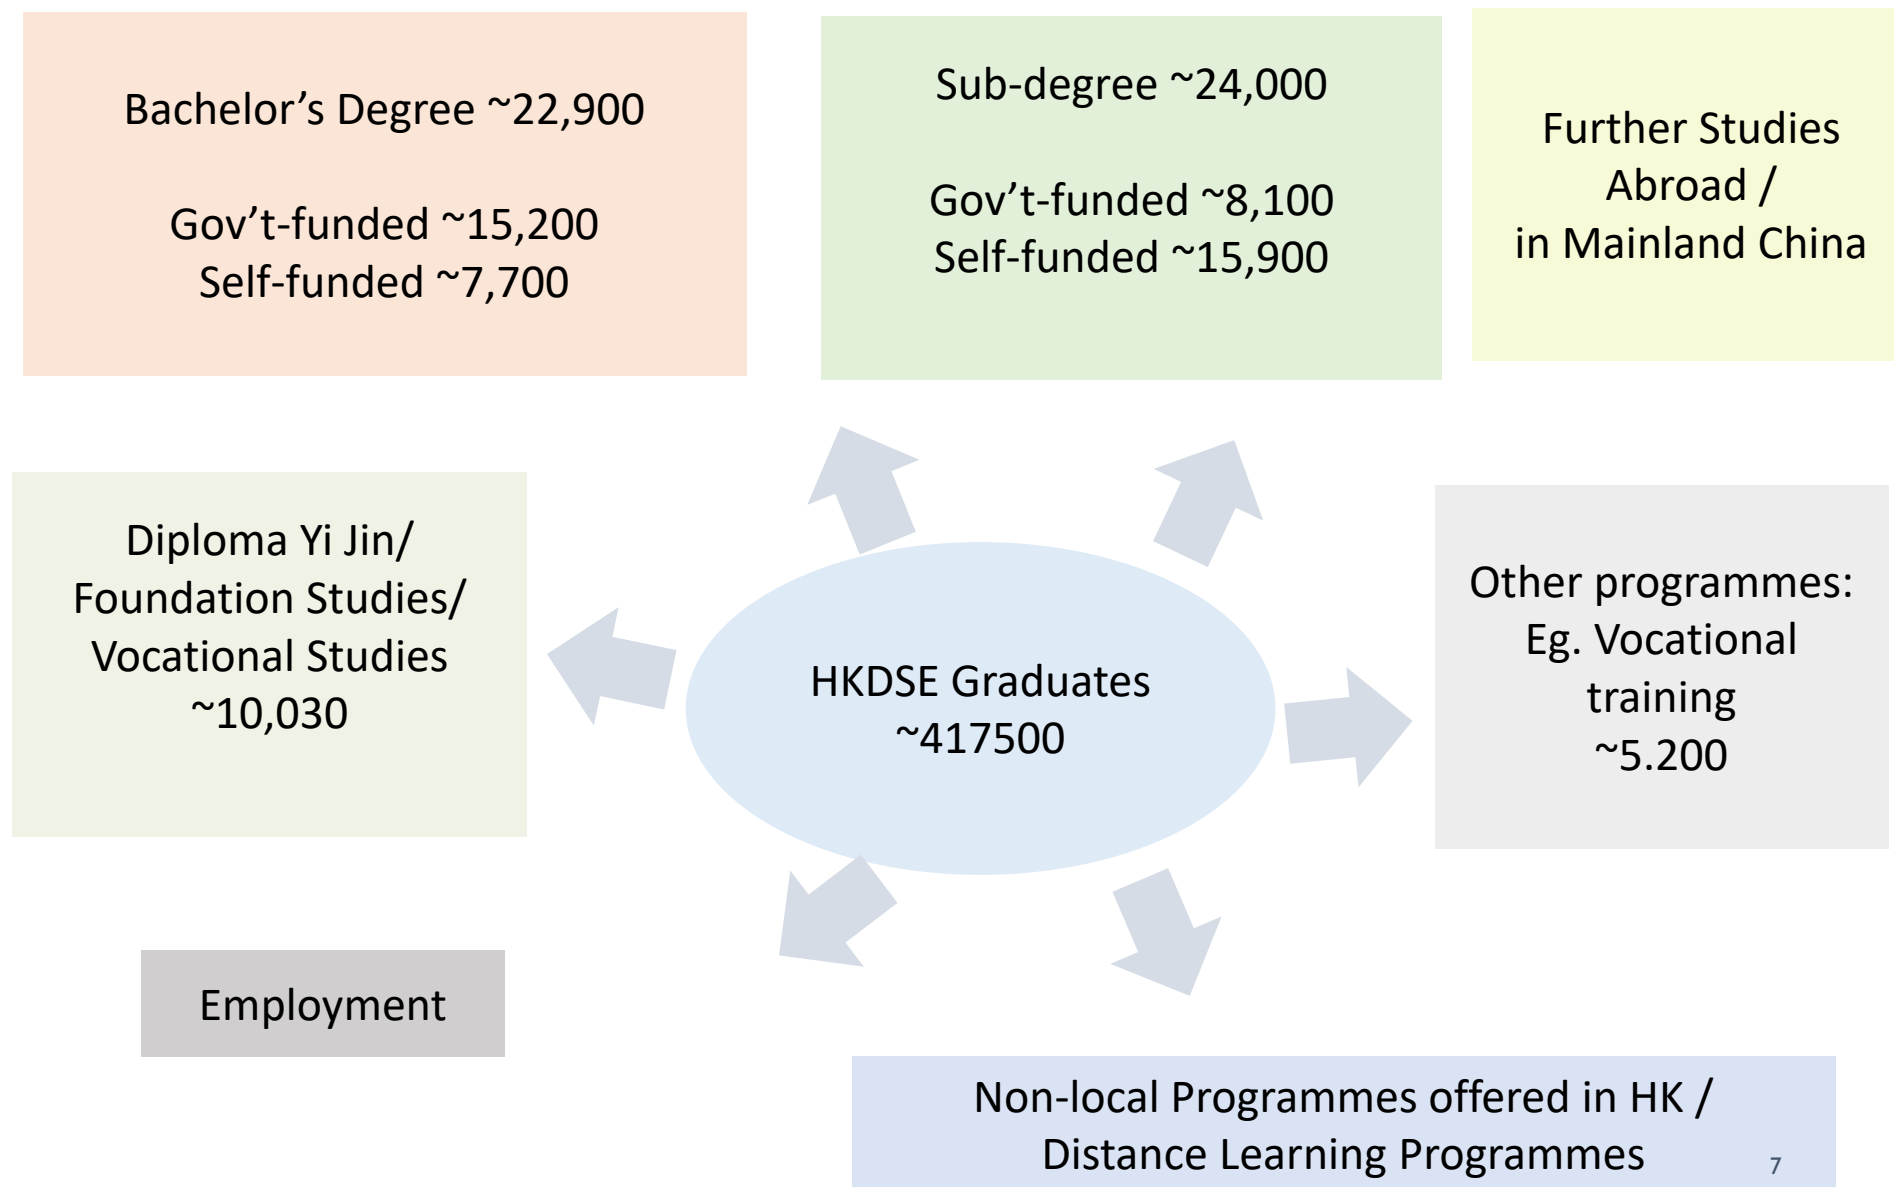 Bachelor’s Degree ~22,900
Gov’t-funded ~15,200
Self-funded ~7,700
Sub-degree ~24,000
Gov’t-funded ~8,100
Self-funded ~15,900
Further Studies
Abroad /
in Mainland China
Diploma Yi Jin/
Foundation Studies/
Vocational Studies
~10,030
HKDSE Graduates
~417500
Other programmes:
Eg. Vocational
training
~5.200
Employment
Non-local Programmes offered in HK /
Distance Learning Programmes
7